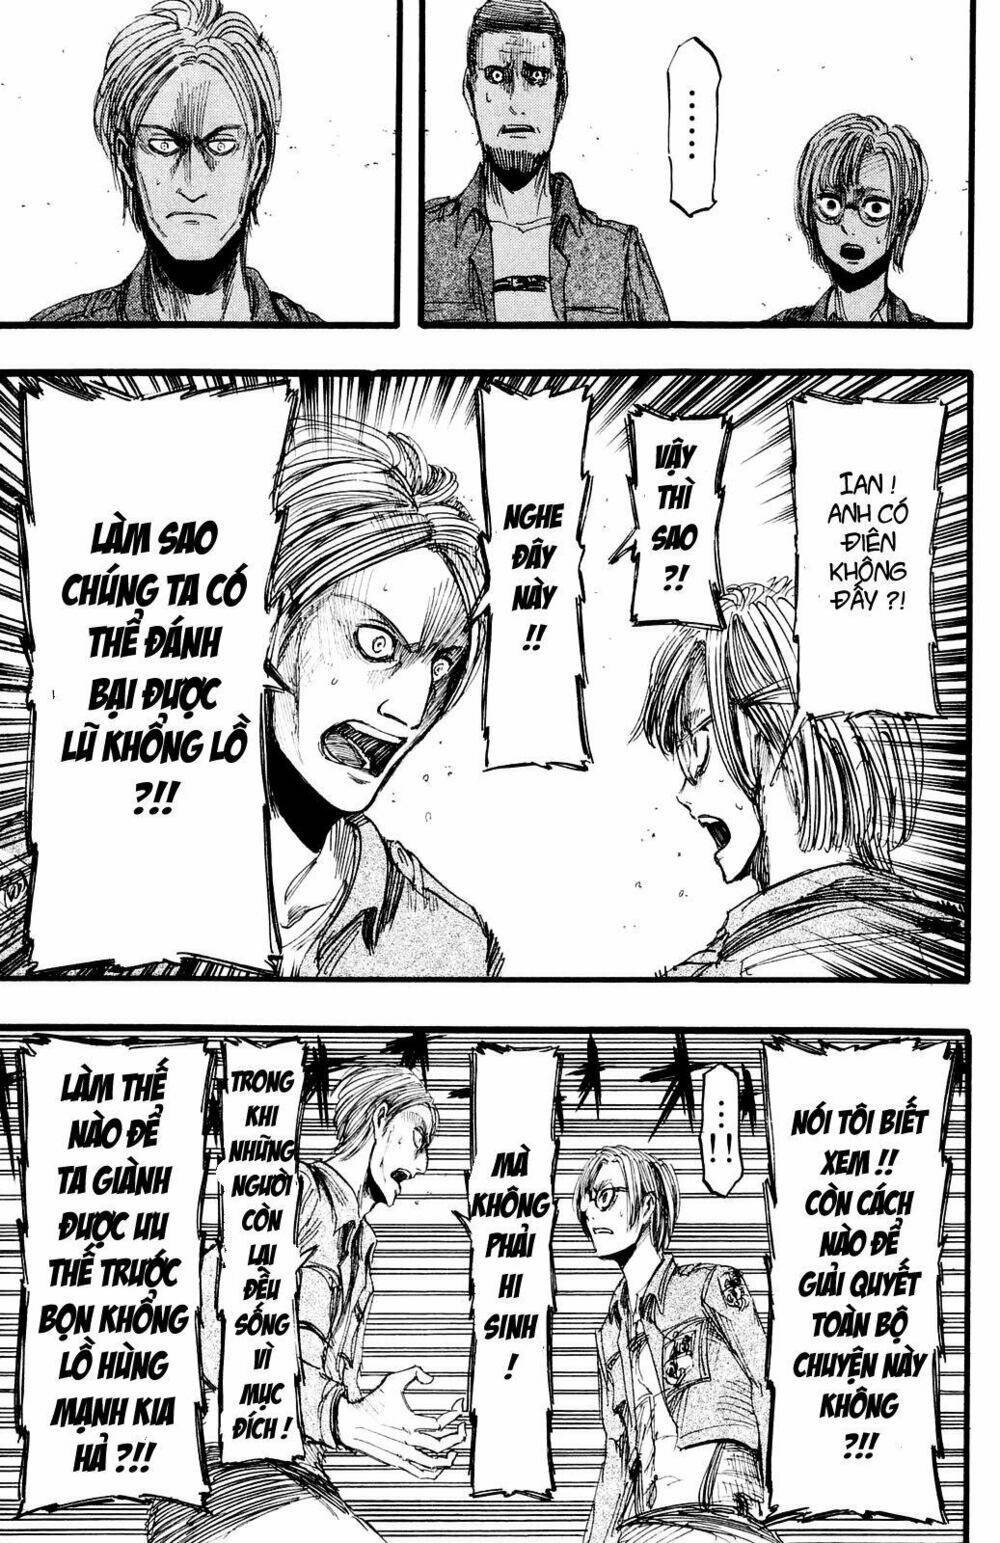 ......
IAN !
ANH CÓ
ĐIÊN
KHÔNG
ĐẤY ?!
VẬY
THÌ
SAO
?!
NGHE
ĐÂY
NÀY
!!
LÀM SAO
CHÚNG TA CÓ
THỂ ĐÁNH
BẠI ĐƯỢC
LŨ KHỔNG LỒ
?!!
NÓI TÔI BIẾT
XEM !!
CÒN CÁCH
NÀO ĐỂ
GIẢI QUYẾT
TOÀN BỘ
CHUYỆN NÀY
KHÔNG
?!!
...!!
MÀ
KHÔNG
PHẢI
HI
SINH
!
TRONG
KHI
NHỮNG
NGƯỜI
CÒN
LẠI
ĐỀU
SỐNG
VÌ
MỤC
ĐÍCH !
LÀM THẾ
NÀO ĐỂ
TA GIÀNH
ĐƯỢC ƯU
THẾ TRƯỚC
BỌN KHỔNG
LỒ HÙNG
MẠNH KIA
HẢ ?!!